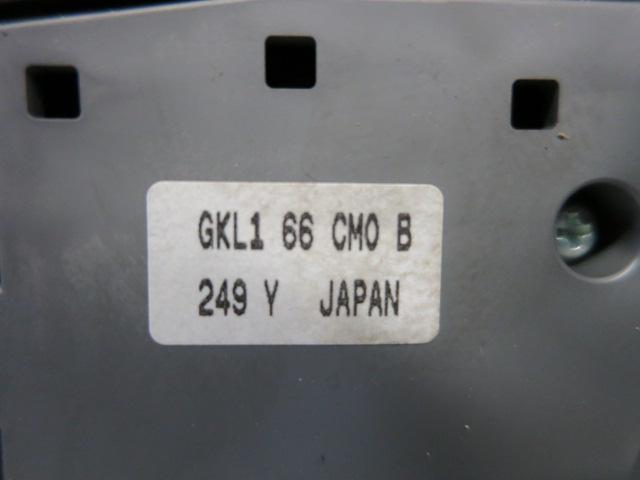 GKL1 66 CM0 B
249 Y JAPAN